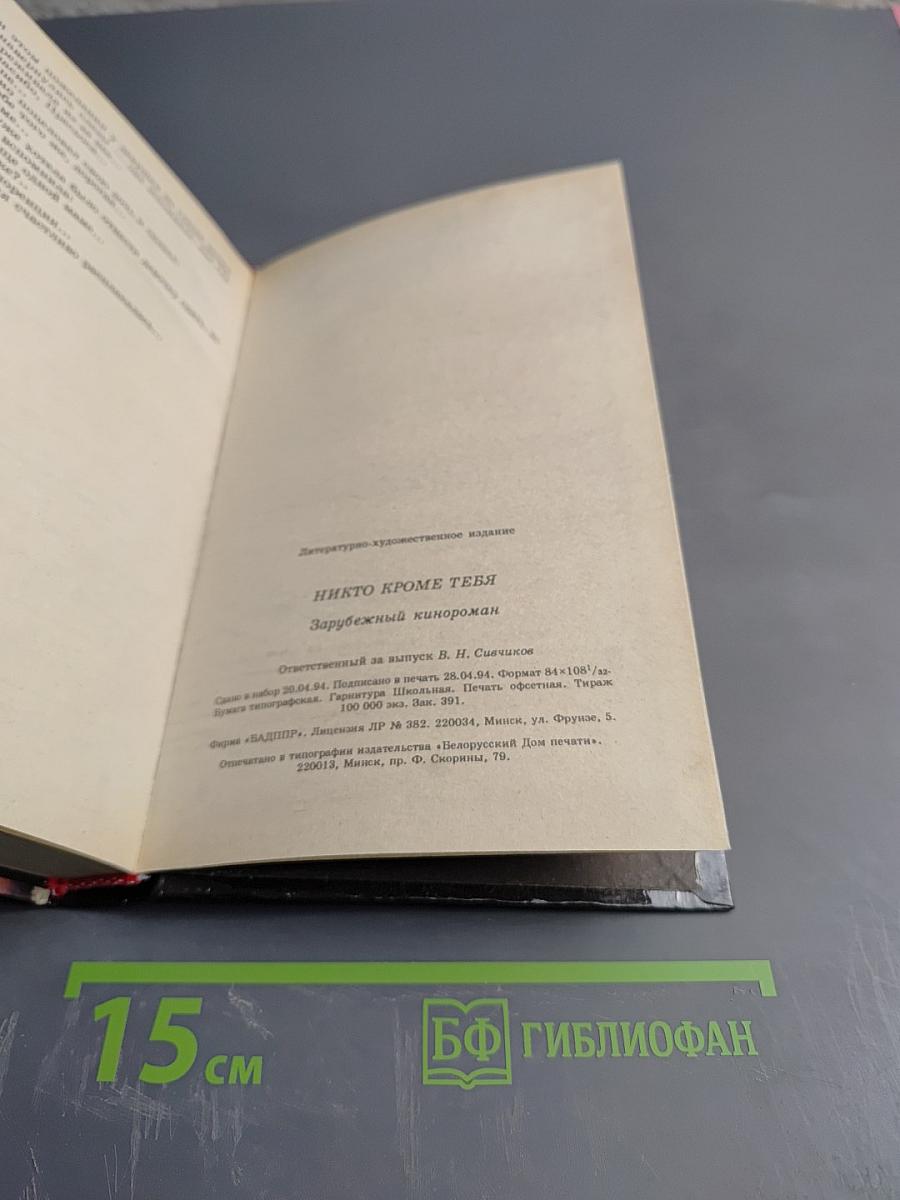 Литературно-художественное издание
НИКТО КРОМЕ ТЕБЯ
Зарубежный кинороман
Ответственный за выпуск В. Н. Сивчиков
Сдано в набор 20.04.94. Подписано в печать 28.04.94. Формат 84×108¹/₃₂.
Бумага типографская. Гарнитура Школьная. Печать офсетная. Тираж
100 000 экз. Зак. 391.
Фирма «БАДППР». Лицензия ЛР № 382. 220034, Минск, ул. Фрунзе, 5.
Отпечатано в типографии издательства «Белорусский Дом печати».
220013, Минск, пр. Ф. Скорины, 79.
15 см
БФ ГИБЛИОФАН